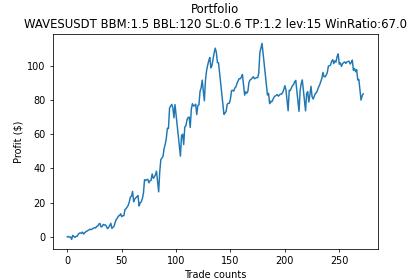 Portfolio
WAVESUSDT BBM:1.5 BBL:120 SL:0.6 TP:1.2 lev:15 WinRatio:67.0
100
80
60
40
20
0
Profit ($)
0 50 100 150 200 250
Trade counts